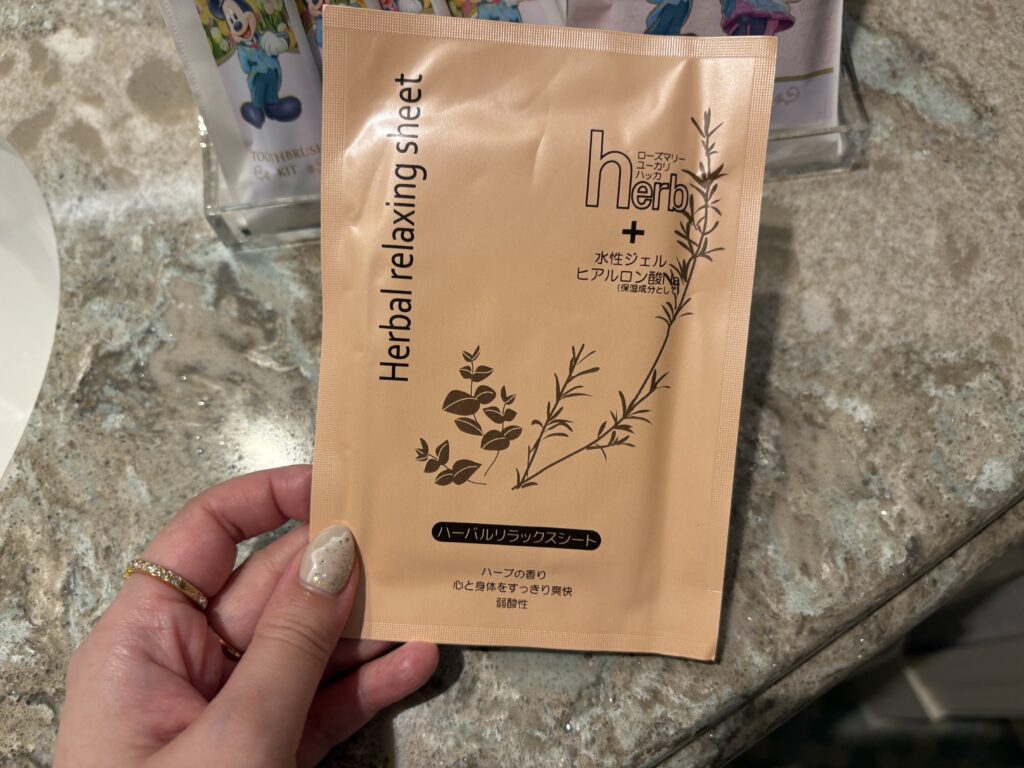 TOOTHBRUSH
KIT
Herbal relaxing sheet
herb
ローズマリー
ユーカリ
ハッカ
+
水性ジェル
ヒアルロン酸Na
(保湿成分として)
ハーバルリラックスシート
ハーブの香り
心と身体をすっきり爽快
弱酸性